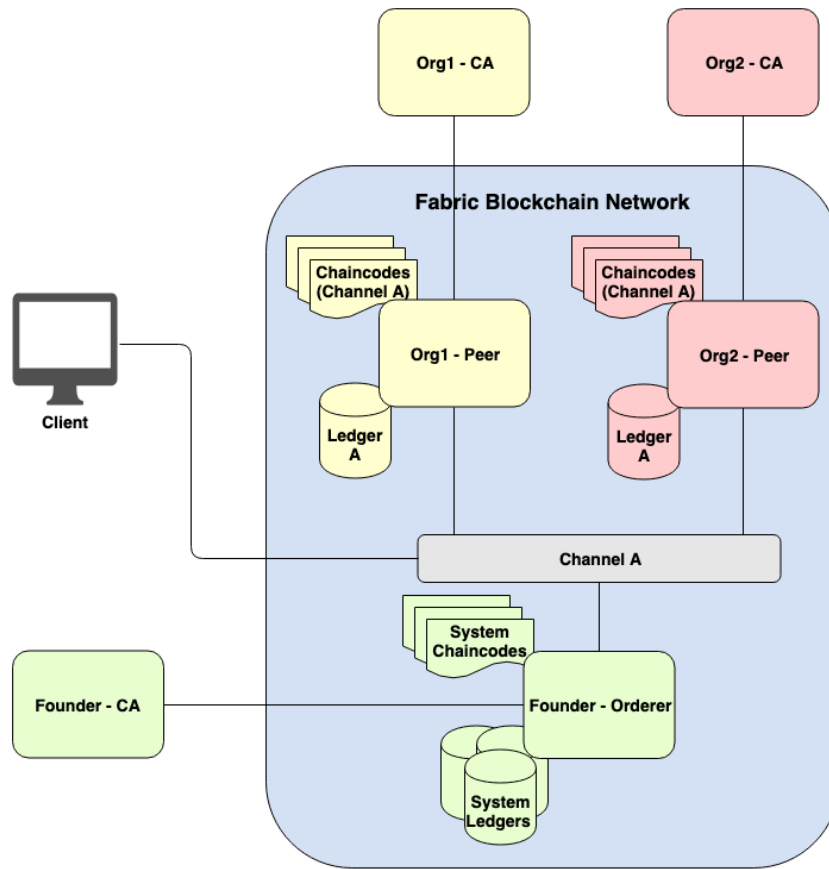 Org1 - CA
Org2 - CA
Fabric Blockchain Network
Chaincodes
(Channel A)
Chaincodes
(Channel A)
Org1 - Peer
Org2 - Peer
Client
Ledger
A
Ledger
A
Channel A
System
Chaincodes
Founder - CA
Founder - Orderer
System
Ledgers